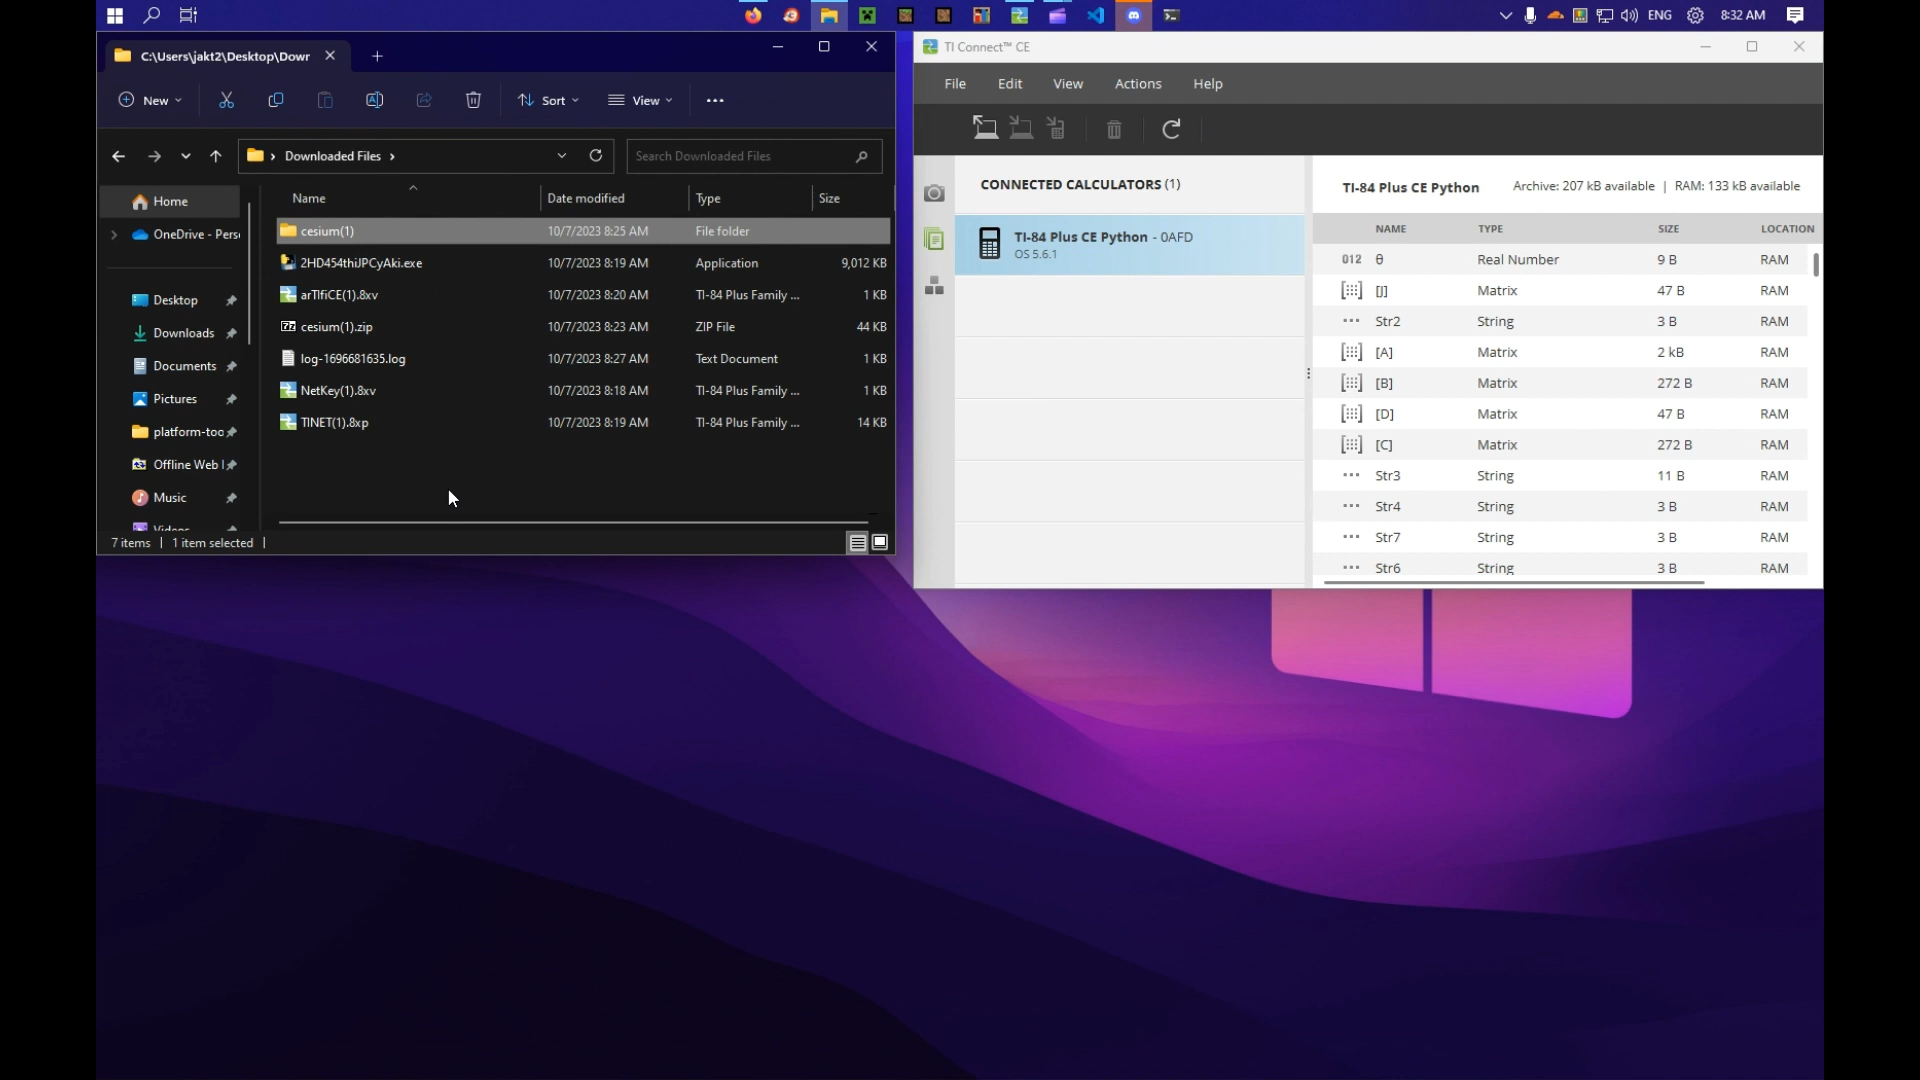 ENG
8:32 AM
C:\Users\jakt2\Desktop\Dowr
New
Sort
View
Downloaded Files
Search Downloaded Files
Home
OneDrive - Pers
Desktop
Downloads
Documents
Pictures
platform-too
Offline Web
Music
Videos
Name Date modified Type Size
cesium(1) 10/7/2023 8:25 AM File folder
2HD454thiJPCyAki.exe 10/7/2023 8:19 AM Application 9,012 KB
arTIfiCE(1).8xv 10/7/2023 8:20 AM TI-84 Plus Family ... 1 KB
cesium(1).zip 10/7/2023 8:23 AM ZIP File 44 KB
log-1696681635.log 10/7/2023 8:27 AM Text Document 1 KB
NetKey(1).8xv 10/7/2023 8:18 AM TI-84 Plus Family ... 1 KB
TINET(1).8xp 10/7/2023 8:19 AM TI-84 Plus Family ... 14 KB
7 items | 1 item selected |
TI Connect™ CE
File Edit View Actions Help
CONNECTED CALCULATORS (1)
TI-84 Plus CE Python - 0AFD
OS 5.6.1
TI-84 Plus CE Python Archive: 207 kB available | RAM: 133 kB available
NAME TYPE SIZE LOCATION
012 θ Real Number 9 B RAM
[J] Matrix 47 B RAM
Str2 String 3 B RAM
[A] Matrix 2 kB RAM
[B] Matrix 272 B RAM
[D] Matrix 47 B RAM
[C] Matrix 272 B RAM
Str3 String 11 B RAM
Str4 String 3 B RAM
Str7 String 3 B RAM
Str6 String 3 B RAM